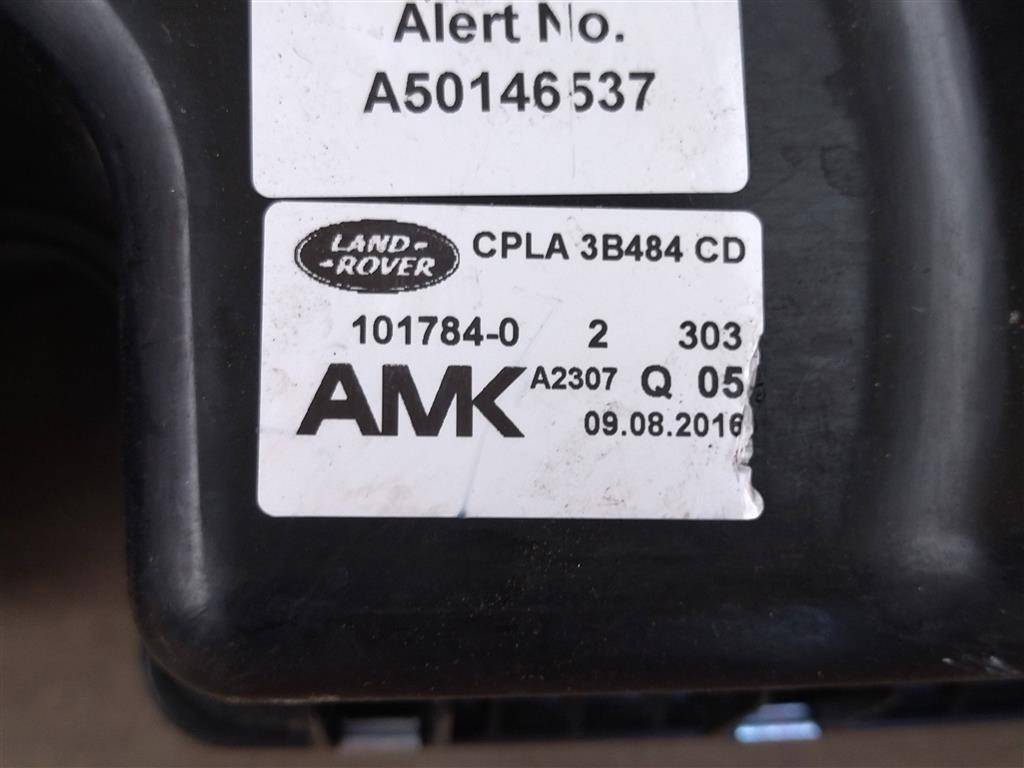 Alert No.
A50146537
LAND-
-ROVER
CPLA 3B484 CD
101784-0 2 303
AMK A2307 Q 05
09.08.2016